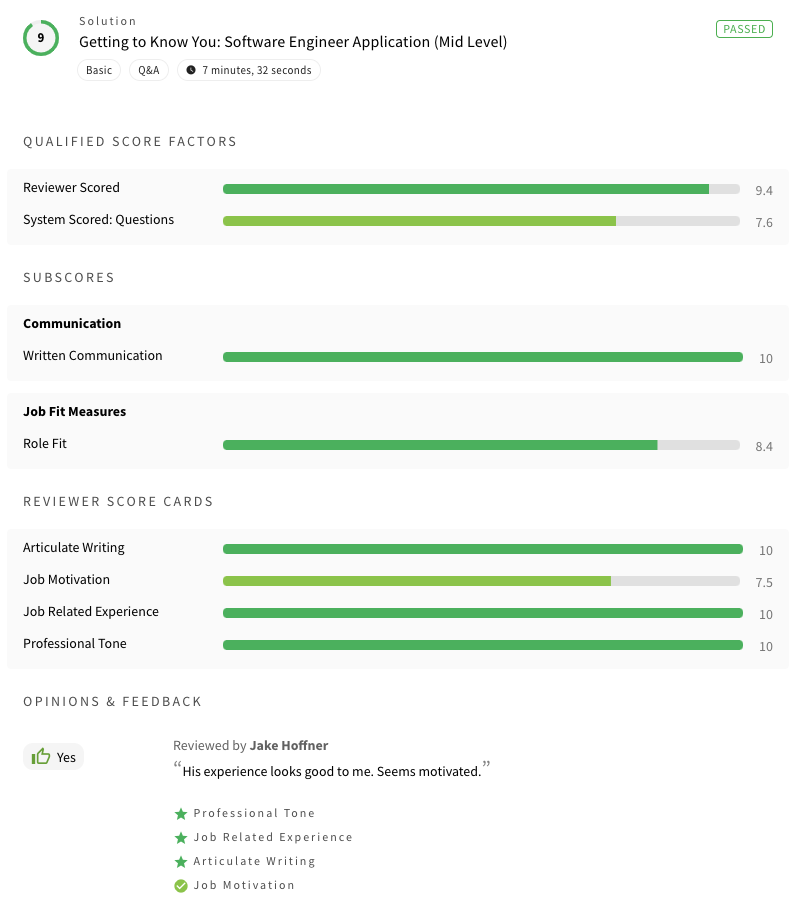 9
Solution
Getting to Know You: Software Engineer Application (Mid Level)
PASSED
Basic
Q&A
7 minutes, 32 seconds
QUALIFIED SCORE FACTORS
Reviewer Scored 9.4
System Scored: Questions 7.6
SUBSCORES
Communication
Written Communication 10
Job Fit Measures
Role Fit 8.4
REVIEWER SCORE CARDS
Articulate Writing 10
Job Motivation 7.5
Job Related Experience 10
Professional Tone 10
OPINIONS & FEEDBACK
Yes
Reviewed by Jake Hoffner
“His experience looks good to me. Seems motivated.”
Professional Tone
Job Related Experience
Articulate Writing
Job Motivation